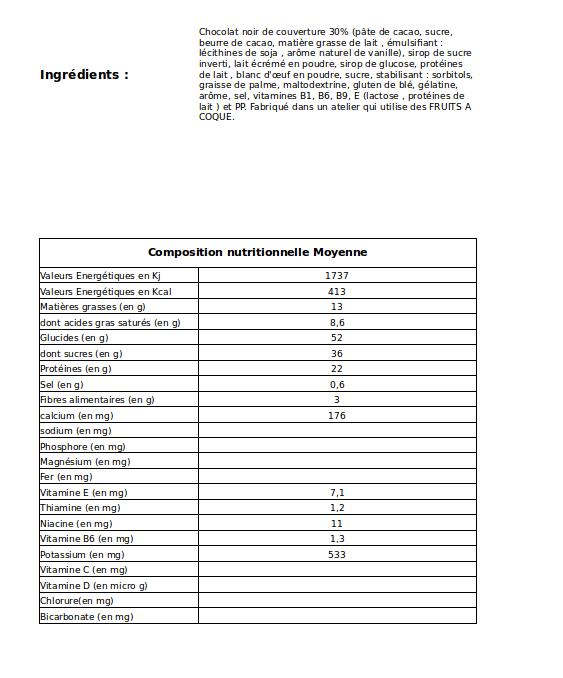 Chocolat noir de couverture 30% (pâte de cacao, sucre,
beurre de cacao, matière grasse de lait , émulsifiant :
lécithines de soja , arôme naturel de vanille), sirop de sucre
inverti, lait écrémé en poudre, sirop de glucose, protéines
Ingrédients : de lait , blanc d'œuf en poudre, sucre, stabilisant : sorbitols,
graisse de palme, maltodextrine, gluten de blé, gélatine,
arôme, sel, vitamines B1, B6, B9, E (lactose , protéines de
lait ) et PP. Fabriqué dans un atelier qui utilise des FRUITS A
COQUE.
Composition nutritionnelle Moyenne
Valeurs Energétiques en Kj 1737
Valeurs Energétiques en Kcal 413
Matières grasses (en g) 13
dont acides gras saturés (en g) 8,6
Glucides (en g) 52
dont sucres (en g) 36
Protéines (en g) 22
Sel (en g) 0,6
Fibres alimentaires (en g) 3
calcium (en mg) 176
sodium (en mg)
Phosphore (en mg)
Magnésium (en mg)
Fer (en mg)
Vitamine E (en mg) 7,1
Thiamine (en mg) 1,2
Niacine (en mg) 11
Vitamine B6 (en mg) 1,3
Potassium (en mg) 533
Vitamine C (en mg)
Vitamine D (en micro g)
Chlorure(en mg)
Bicarbonate (en mg)